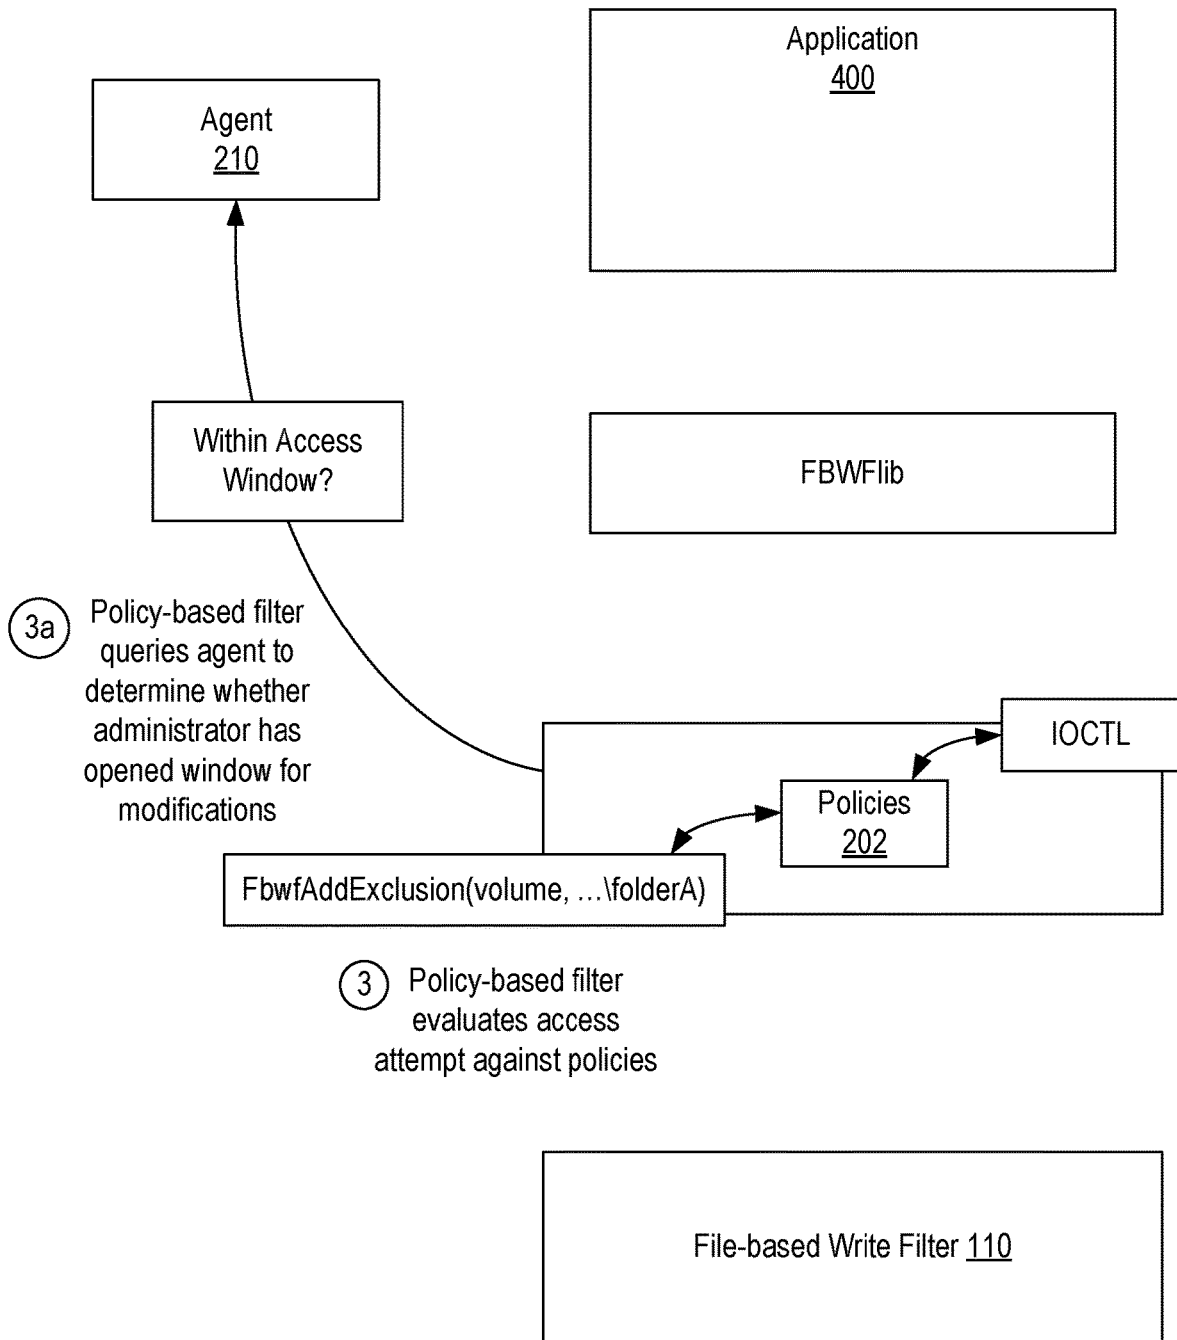 Application
400
Agent
210
Within Access
Window?
FBWFlib
3a
Policy-based filter
queries agent to
determine whether
administrator has
opened window for
modifications
IOCTL
Policies
202
FbwfAddExclusion(volume, …\folderA)
3
Policy-based filter
evaluates access
attempt against policies
File-based Write Filter 110